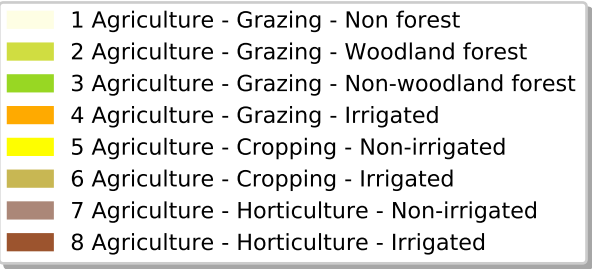 1 Agriculture - Grazing - Non forest
2 Agriculture - Grazing - Woodland forest
3 Agriculture - Grazing - Non-woodland forest
4 Agriculture - Grazing - Irrigated
5 Agriculture - Cropping - Non-irrigated
6 Agriculture - Cropping - Irrigated
7 Agriculture - Horticulture - Non-irrigated
8 Agriculture - Horticulture - Irrigated